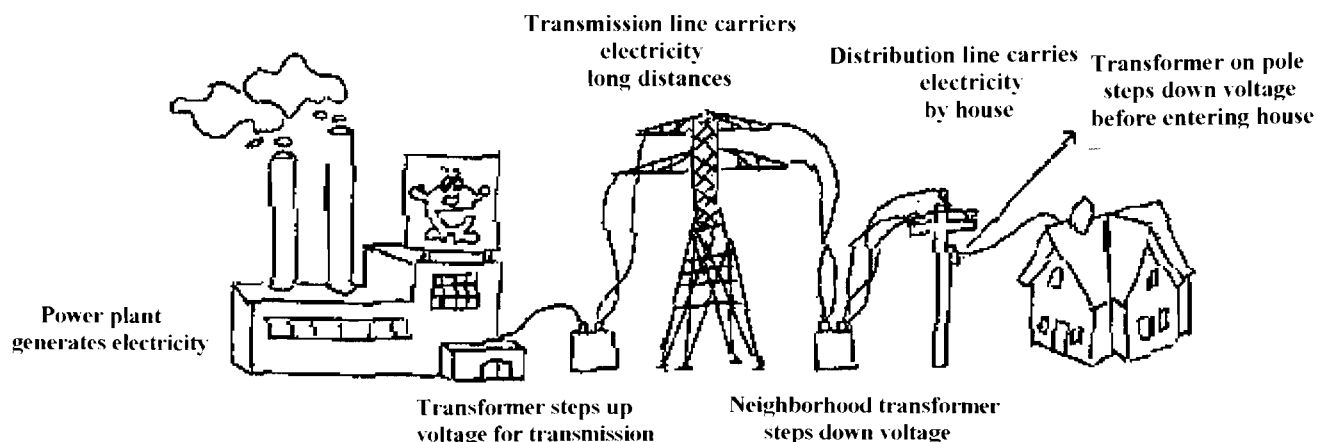 Transmission line carriers
electricity
long distances
Distribution line carries
electricity
by house
Transformer on pole
steps down voltage
before entering house
Power plant
generates electricity
Transformer steps up
voltage for transmission
Neighborhood transformer
steps down voltage